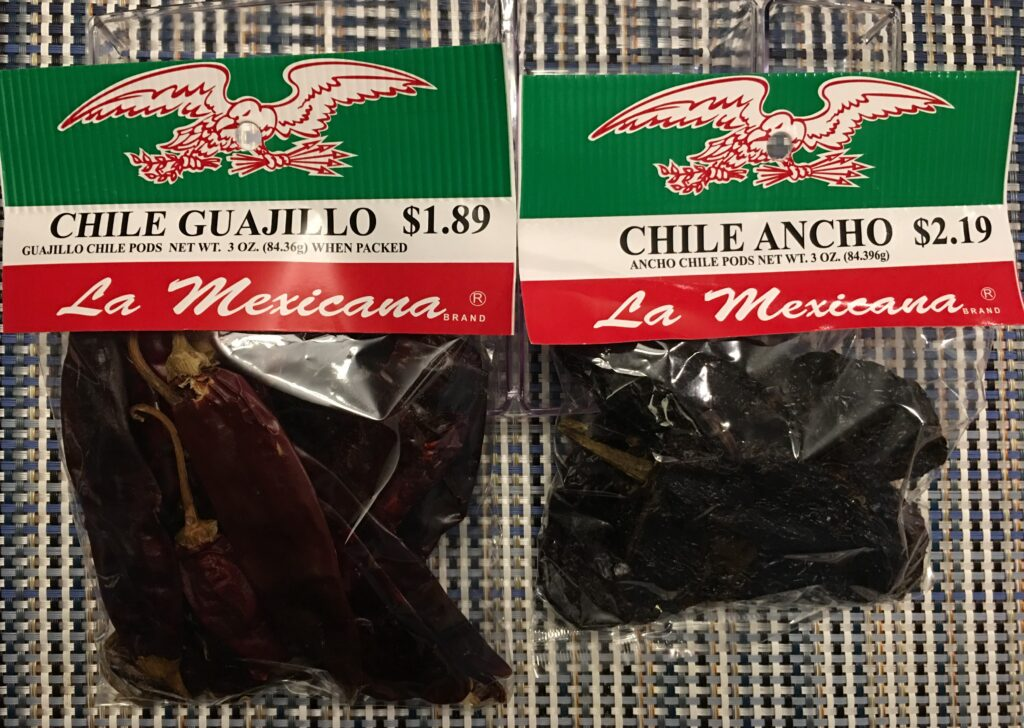 CHILE GUAJILLO $1.89
GUAJILLO CHILE PODS NET WT. 3 OZ. (84.36g) WHEN PACKED
La Mexicana ®
BRAND
CHILE ANCHO $2.19
ANCHO CHILE PODS NET WT. 3 OZ. (84.396g)
La Mexicana ®
BRAND